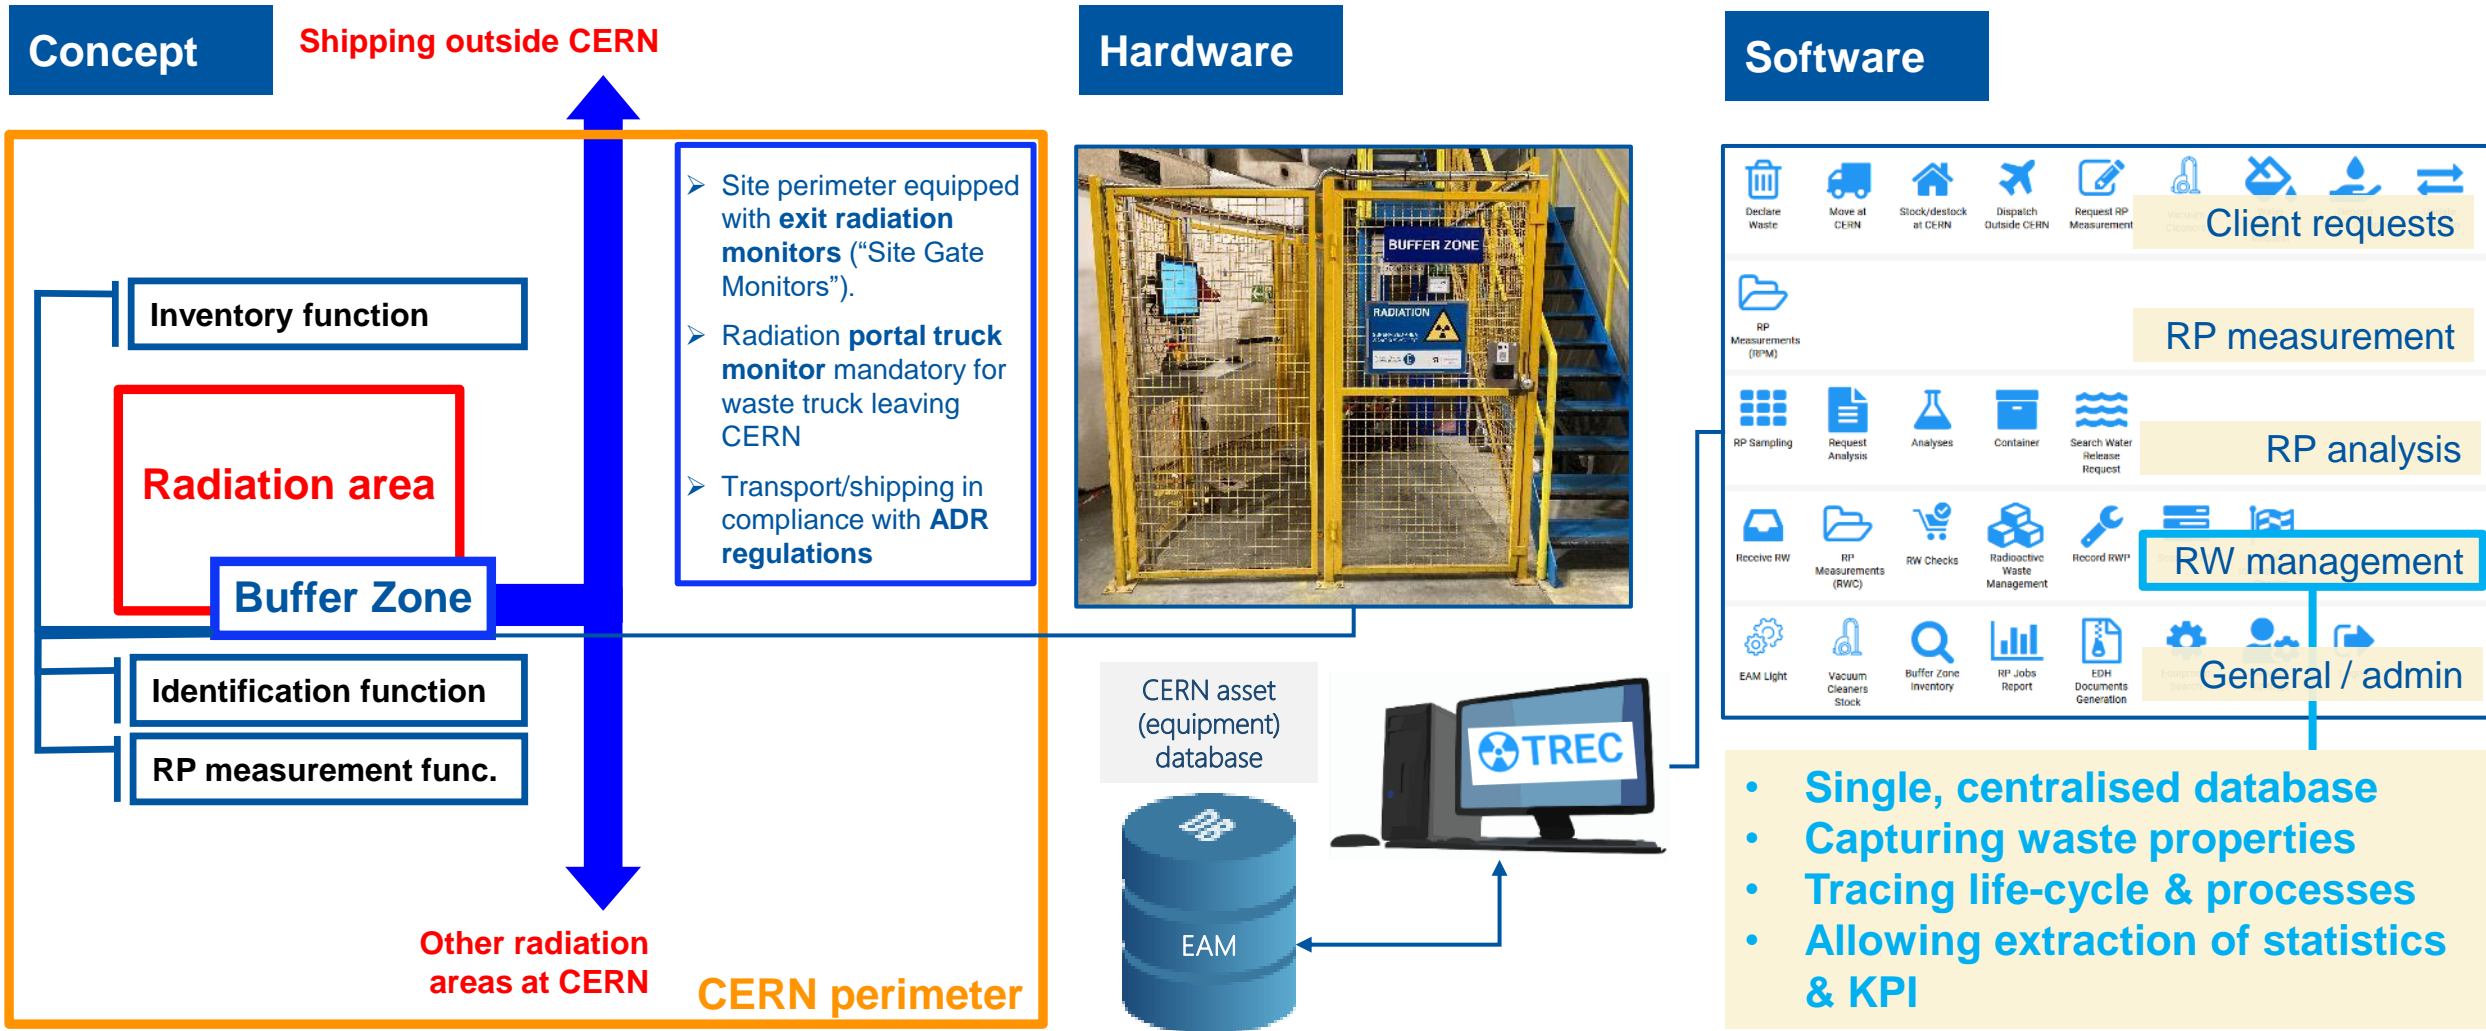 Concept
Shipping outside CERN
Site perimeter equipped
with exit radiation
monitors (“Site Gate
Monitors”).
Radiation portal truck
monitor mandatory for
waste truck leaving
CERN
Transport/shipping in
compliance with ADR
regulations
Inventory function
Radiation area
Buffer Zone
Identification function
RP measurement func.
Other radiation
areas at CERN
CERN perimeter
Hardware
BUFFER ZONE
RADIATION
CERN asset
(equipment)
database
EAM
TREC
Software
Declare
Waste
Move at
CERN
Stock/destock
at CERN
Dispatch
Outside CERN
Request RP
Measurement
Client requests
RP
Measurements
(RPM)
RP measurement
RP Sampling
Request
Analysis
Analyses
Container
Search Water
Release
Request
RP analysis
Receive RW
RP
Measurements
(RWC)
RW Checks
Radioactive
Waste
Management
Record RWP
RW management
EAM Light
Vacuum
Cleaners
Stock
Buffer Zone
Inventory
RP Jobs
Report
EDH
Documents
Generation
General / admin
• Single, centralised database
• Capturing waste properties
• Tracing life-cycle & processes
• Allowing extraction of statistics
& KPI